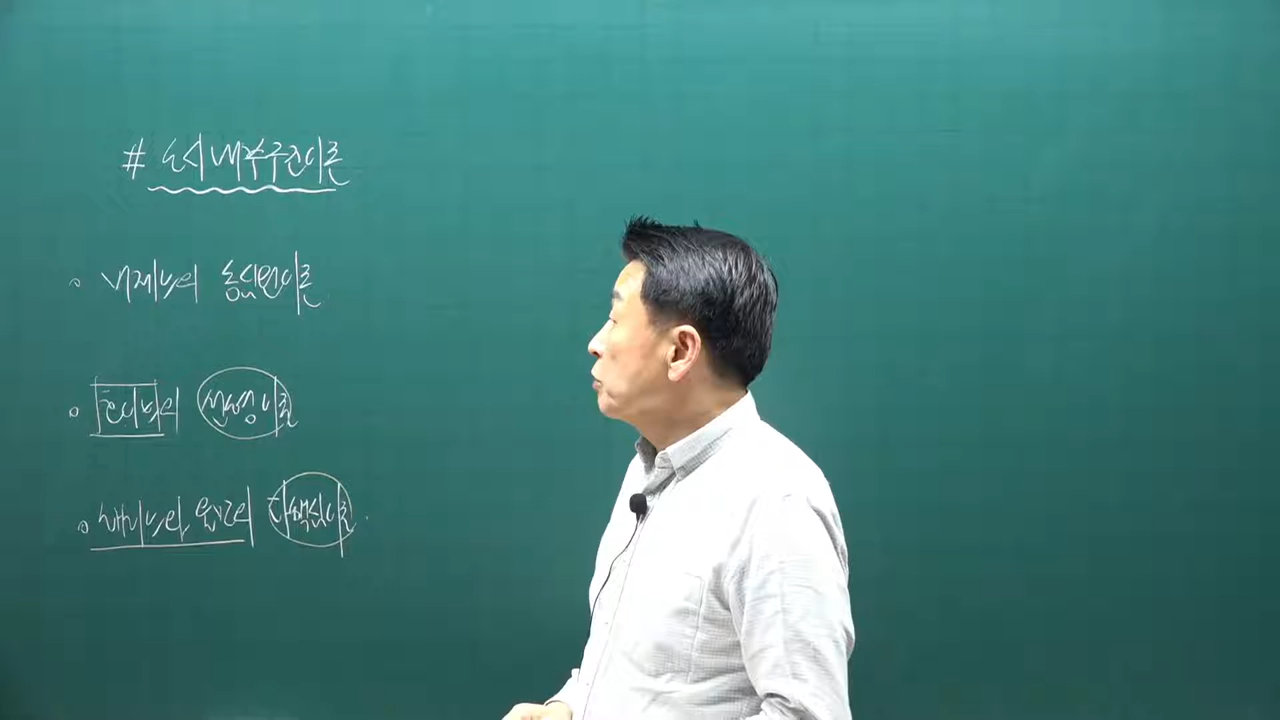 # 도시내부구조이론
◦ 버제스의 동심원이론
◦ 호이트의 선형이론
◦ 해리스와 울만의 다핵심이론